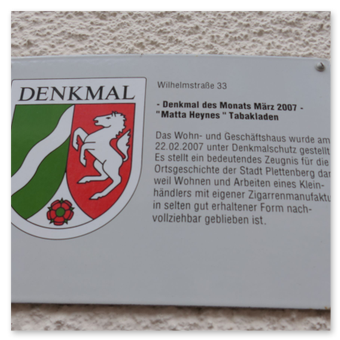 DENKMAL
Wilhelmstraße 33
- Denkmal des Monats März 2007 -
"Matta Heynes " Tabakladen
Das Wohn- und Geschäftshaus wurde am
22.02.2007 unter Denkmalschutz gestellt
Es stellt ein bedeutendes Zeugnis für die
Ortsgeschichte der Stadt Plettenberg dar
weil Wohnen und Arbeiten eines Klein-
händlers mit eigener Zigarrenmanufaktu
in selten gut erhaltener Form nach-
vollziehbar geblieben ist.